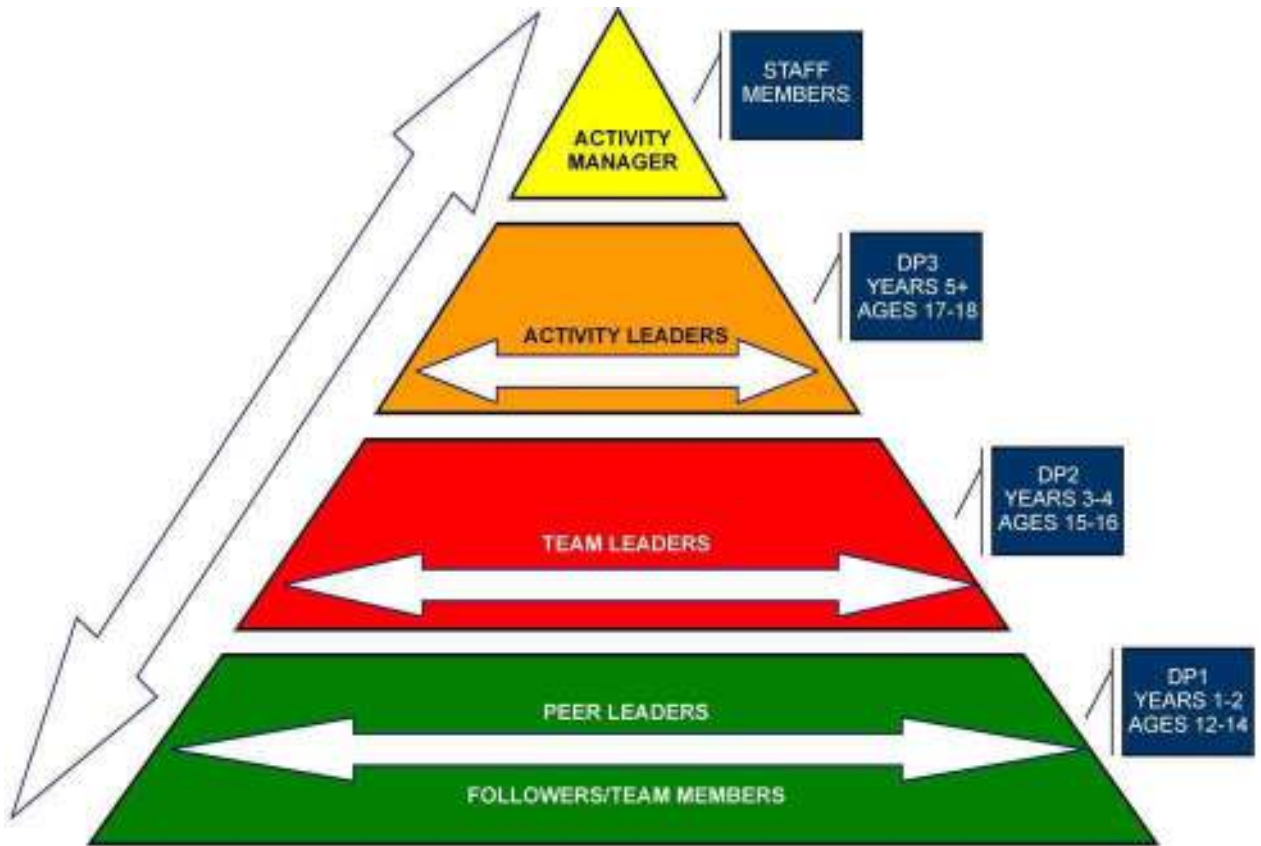 STAFF
MEMBERS
ACTIVITY
MANAGER
DP3
YEARS 5+
AGES 17-18
ACTIVITY LEADERS
DP2
YEARS 3-4
AGES 15-16
TEAM LEADERS
DP1
YEARS 1-2
AGES 12-14
PEER LEADERS
FOLLOWERS/TEAM MEMBERS